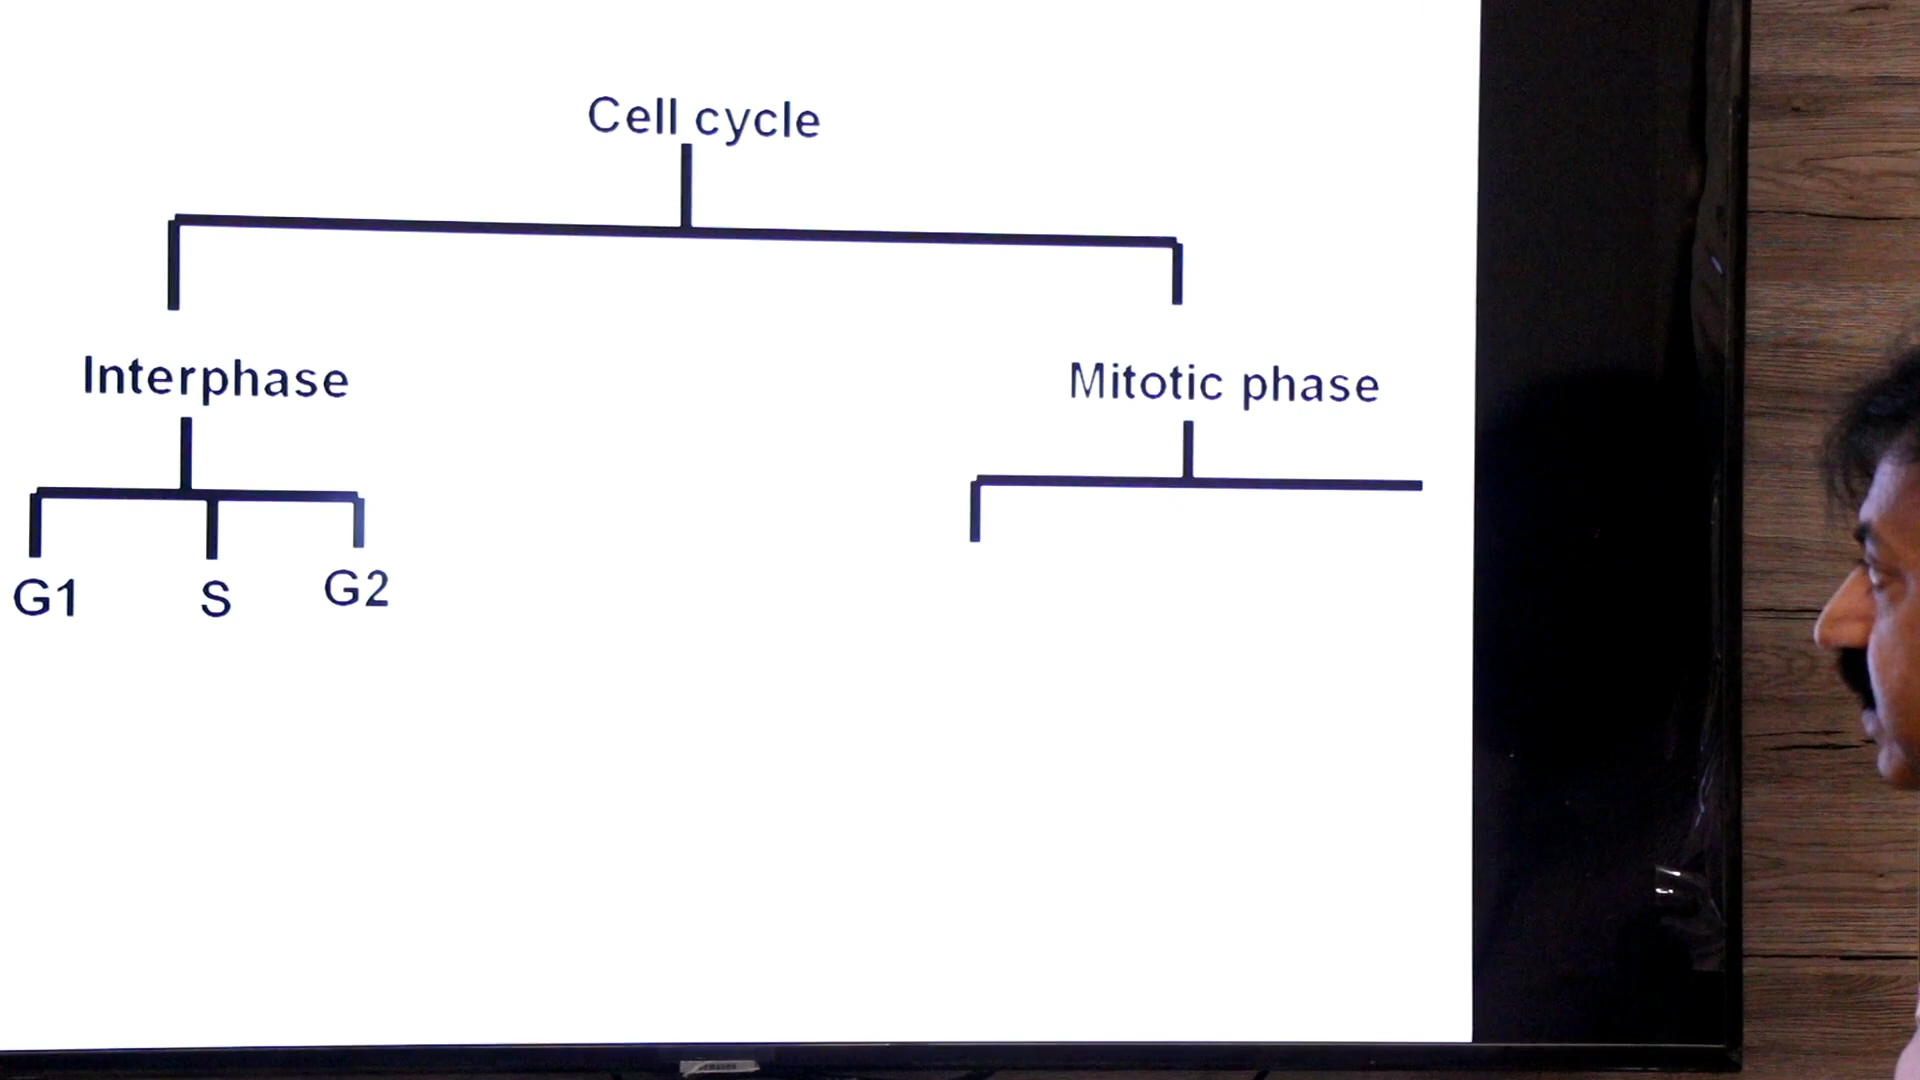 Cell cycle
Interphase
Mitotic phase
G1
S
G2